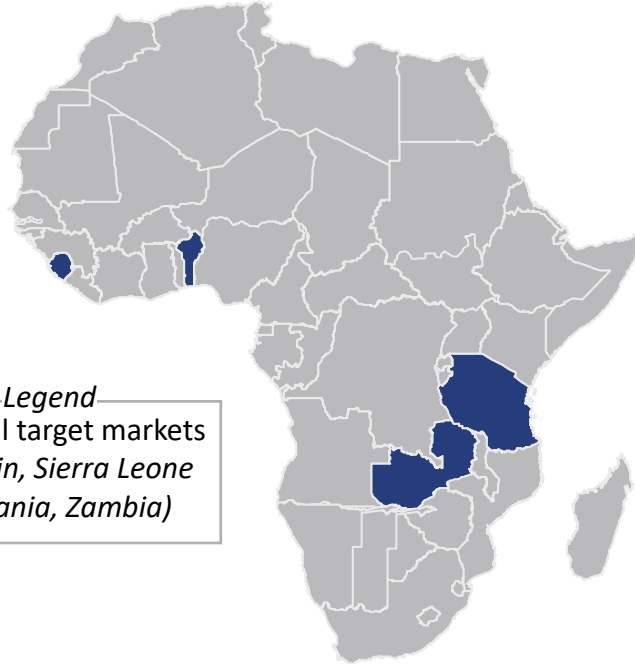 Legend
l target markets
in, Sierra Leone
ania, Zambia)